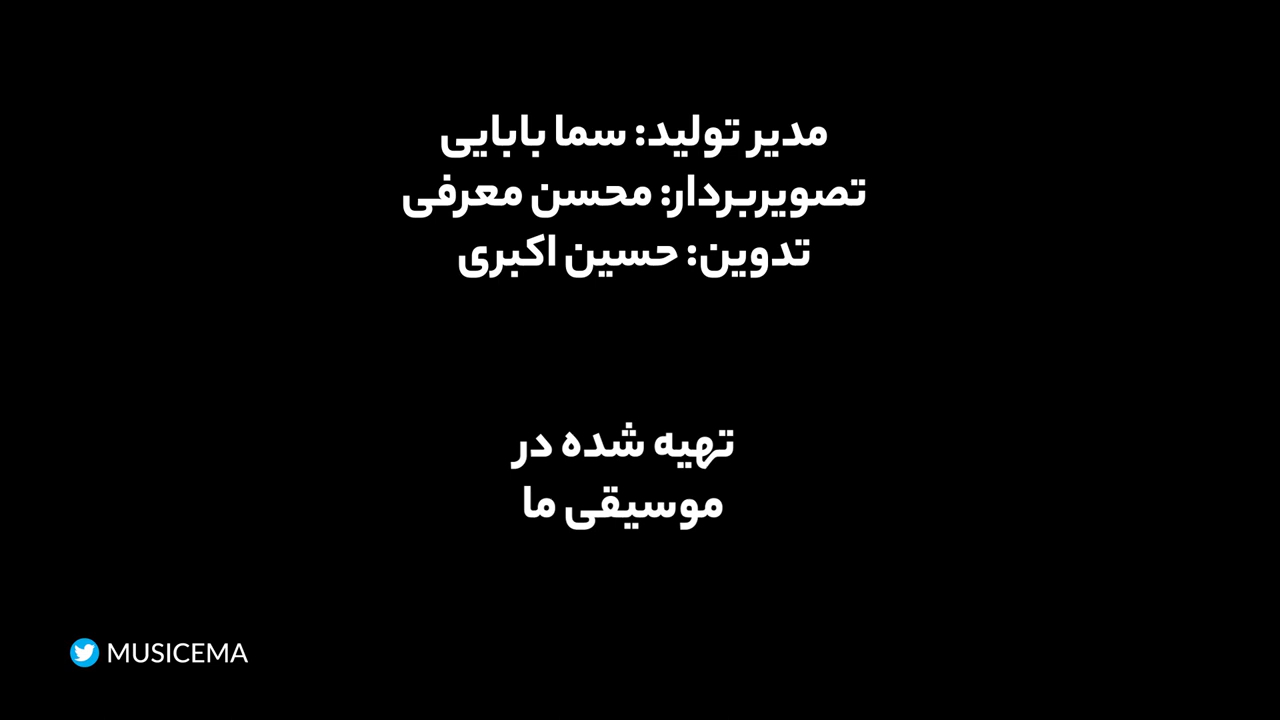 مدیر تولید: سما بابایی
تصویربردار: محسن معرفی
تدوین: حسین اکبری
تهیه شده در
موسیقی ما
MUSICEMA